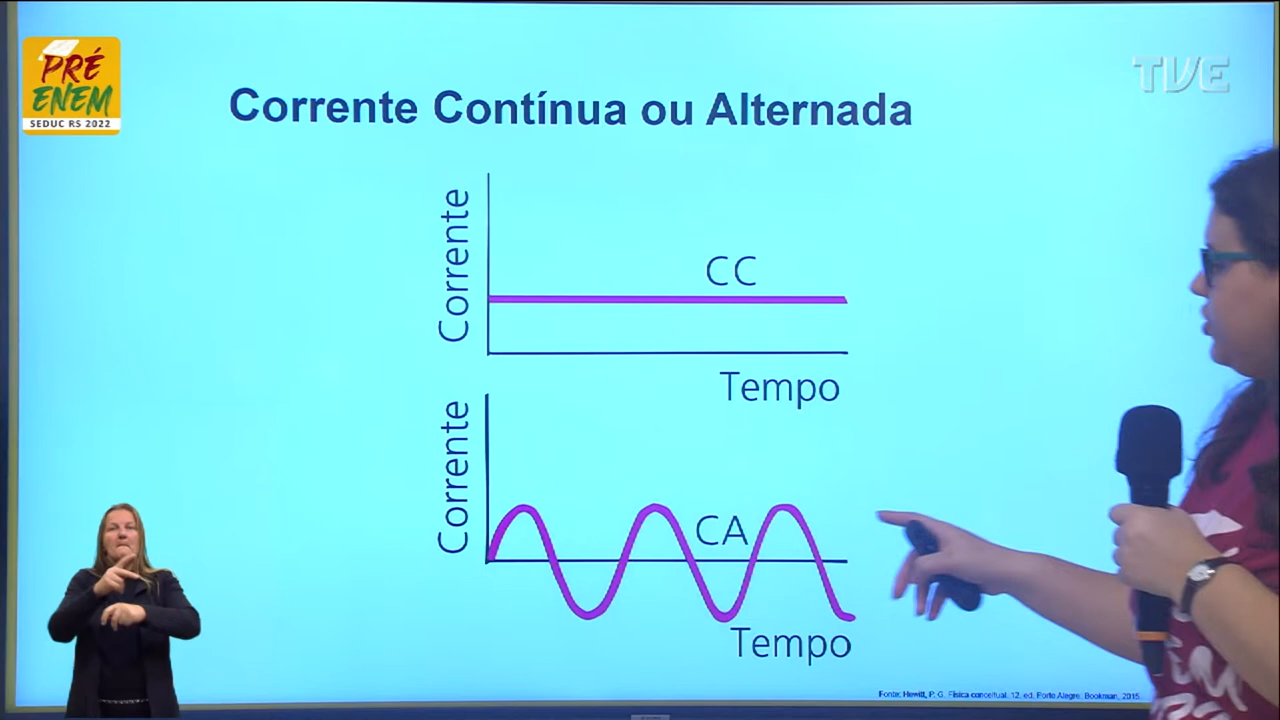 PRÉ
ENEM
SEDUC RS 2022
TVE
Corrente Contínua ou Alternada
Corrente
CC
Tempo
Corrente
CA
Tempo
Fonte: Hewitt, P. G. Física conceitual. 12. ed. Porto Alegre: Bookman, 2015.